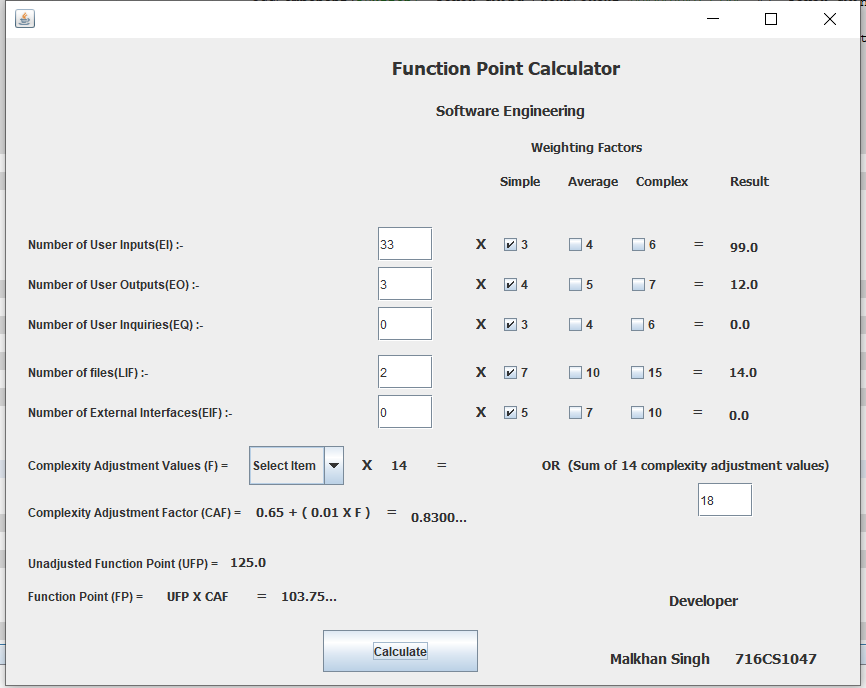 Function Point Calculator
Software Engineering
Weighting Factors
Simple Average Complex Result
Number of User Inputs(EI) :- 33 X 3 4 6 = 99.0
Number of User Outputs(EO) :- 3 X 4 5 7 = 12.0
Number of User Inquiries(EQ) :- 0 X 3 4 6 = 0.0
Number of files(LIF) :- 2 X 7 10 15 = 14.0
Number of External Interfaces(EIF) :- 0 X 5 7 10 = 0.0
Complexity Adjustment Values (F) = Select Item X 14 = OR (Sum of 14 complexity adjustment values)
18
Complexity Adjustment Factor (CAF) = 0.65 + ( 0.01 X F ) = 0.8300...
Unadjusted Function Point (UFP) = 125.0
Function Point (FP) = UFP X CAF = 103.75...
Developer
Calculate
Malkhan Singh 716CS1047